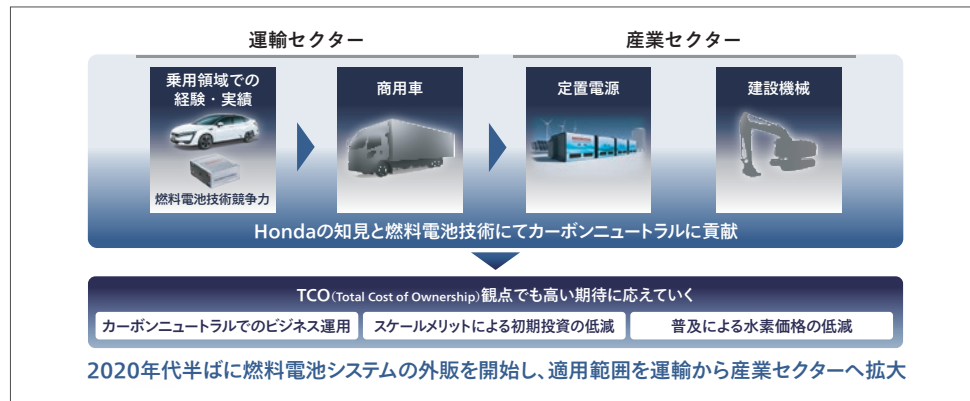 運輸セクター
産業セクター
乗用領域での
経験・実績
燃料電池技術競争力
商用車
定置電源
建設機械
Hondaの知見と燃料電池技術にてカーボンニュートラルに貢献
TCO(Total Cost of Ownership)観点でも高い期待に応えていく
カーボンニュートラルでのビジネス運用
スケールメリットによる初期投資の低減
普及による水素価格の低減
2020年代半ばに燃料電池システムの外販を開始し、適用範囲を運輸から産業セクターへ拡大